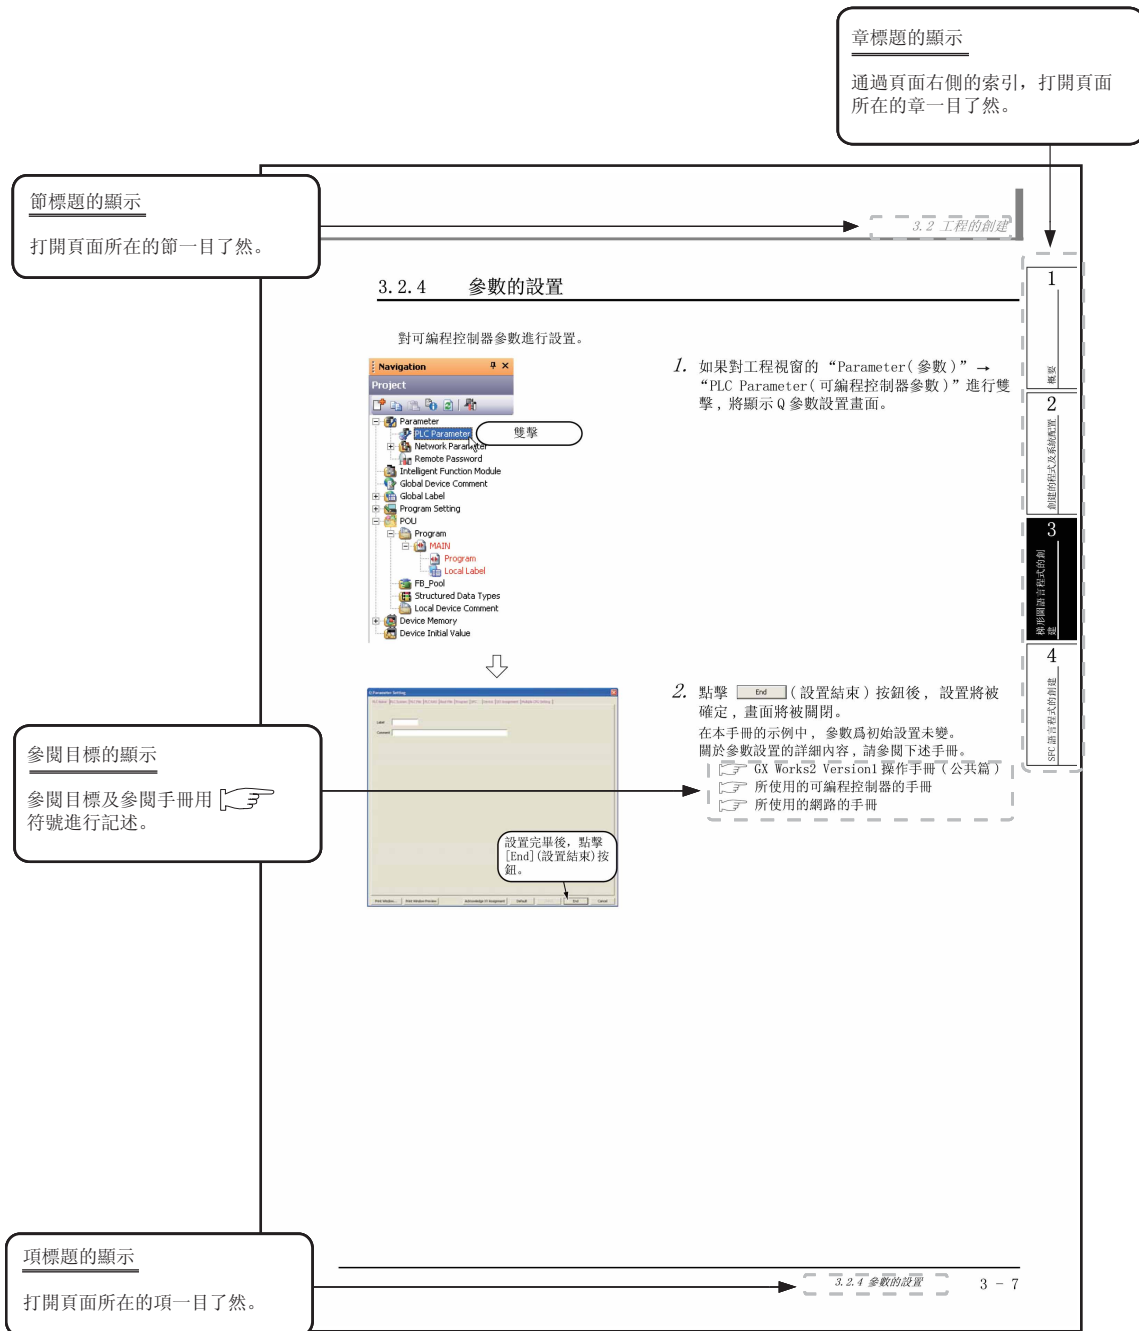 章標題的顯示
通過頁面右側的索引，打開頁面
所在的章一目了然。
節標題的顯示
打開頁面所在的節一目了然。
3.2 工程的創建
3.2.4 參數的設置
對可編程控制器參數進行設置。
Navigation
Project
Parameter
PLC Parameter
Network Parameter
Remote Password
Intelligent Function Module
Global Device Comment
Global Label
Program Setting
POU
Program
MAIN
Program
Local Label
FB_Pool
Structured Data Types
Local Device Comment
Device Memory
Device Initial Value
雙擊
1. 如果對工程視窗的 “Parameter(參數)” →
“PLC Parameter(可編程控制器參數)”進行雙
擊，將顯示 Q 參數設置畫面。
1
概要
2
創建的程式及系統配置
3
梯形圖語言程式的創
建
4
SFC 語言程式的創建
2. 點擊 End (設置結束)按鈕後，設置將被
確定，畫面將被關閉。
在本手冊的示例中，參數爲初始設置未變。
關於參數設置的詳細內容，請參閱下述手冊。
GX Works2 Version1 操作手冊(公共篇)
所使用的可編程控制器的手冊
所使用的網路的手冊
參閱目標的顯示
參閱目標及參閱手冊用
符號進行記述。
Q Parameter Setting
Label
Comment
設置完畢後，點擊
[End](設置結束)按
鈕。
Print Window... Print Window Preview Acknowledge XY Assignment Default End Cancel
項標題的顯示
打開頁面所在的項一目了然。
3.2.4 參數的設置
3 - 7